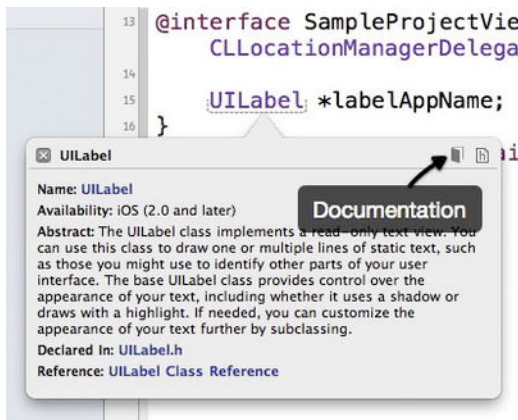 13 @interface SampleProjectVie
CLLocationManagerDelega
14
15 UILabel *labelAppName;
16 }
UILabel h ai
Name: UILabel
Availability: iOS (2.0 and later)
Documentation
Abstract: The UILabel class implements a read-only text view. You
can use this class to draw one or multiple lines of static text, such
as those you might use to identify other parts of your user
interface. The base UILabel class provides control over the
appearance of your text, including whether it uses a shadow or
draws with a highlight. If needed, you can customize the
appearance of your text further by subclassing.
Declared In: UILabel.h
Reference: UILabel Class Reference